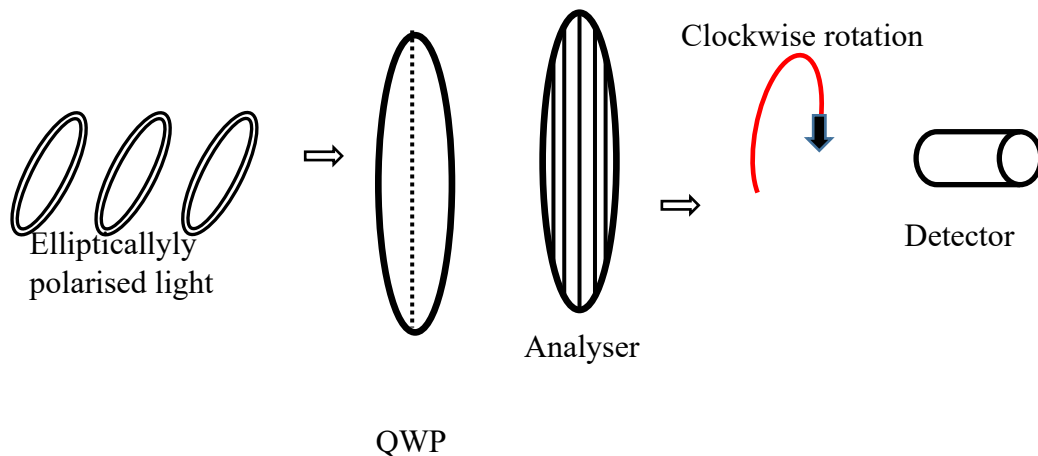 Clockwise rotation
Ellipticallyly
polarised light
Detector
Analyser
QWP